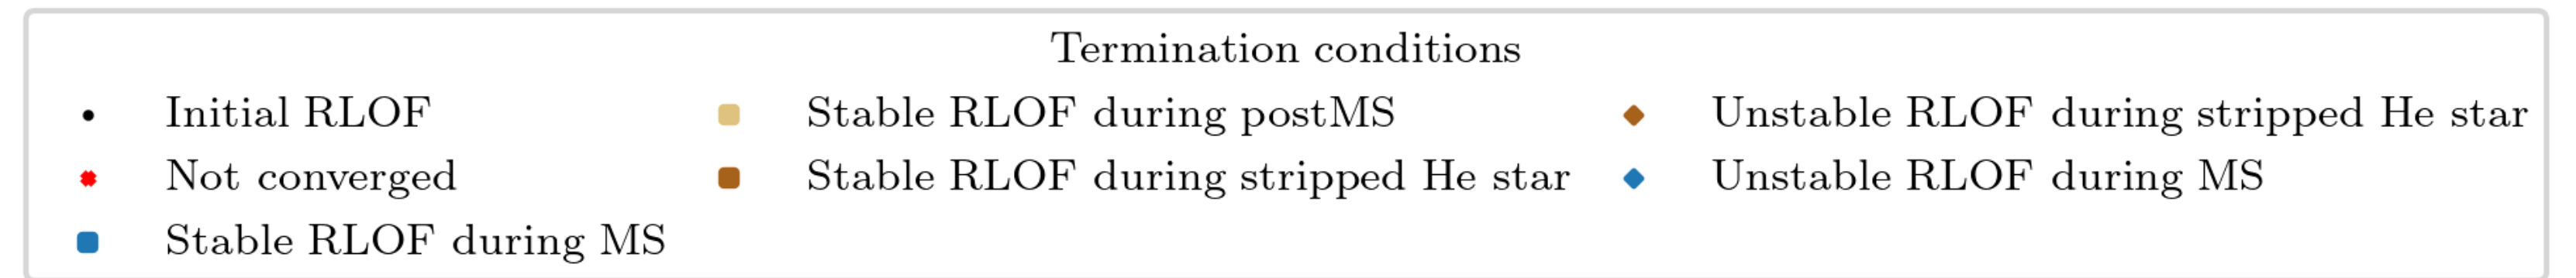 Termination conditions
Initial RLOF
Not converged
Stable RLOF during MS
Stable RLOF during postMS
Stable RLOF during stripped He star
Unstable RLOF during stripped He star
Unstable RLOF during MS